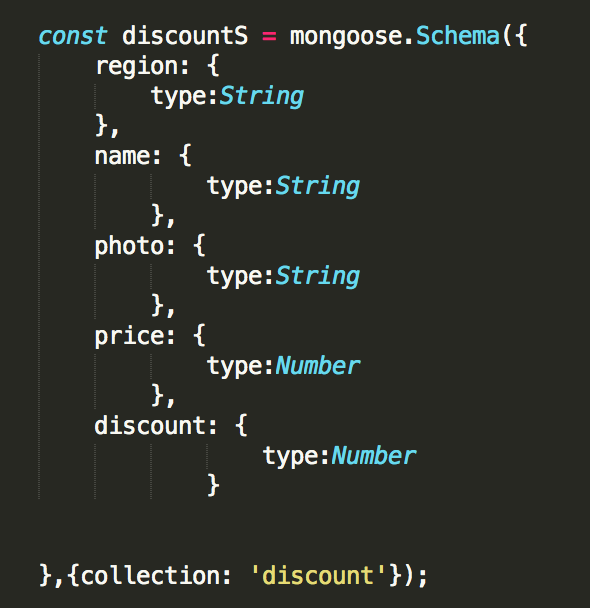 const discountS = mongoose.Schema({
    region: {
        type:String
    },
    name: {
            type:String
        },
    photo: {
            type:String
        },
    price: {
            type:Number
        },
    discount: {
                type:Number
            }
},{collection: 'discount'});